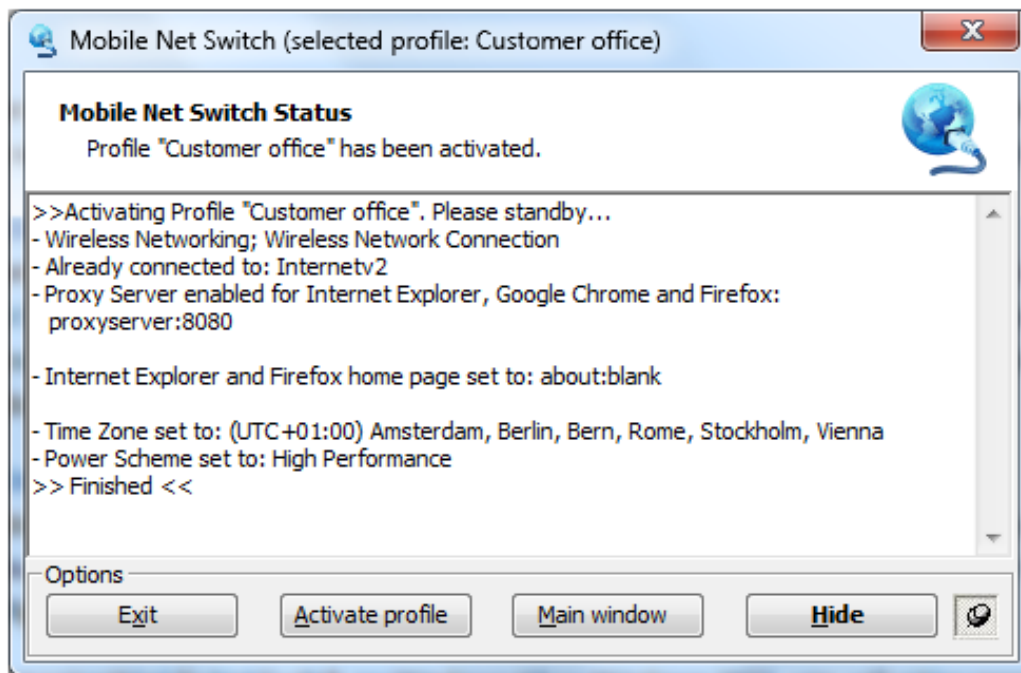 Mobile Net Switch (selected profile: Customer office)
Mobile Net Switch Status
Profile "Customer office" has been activated.
>>Activating Profile "Customer office". Please standby...
- Wireless Networking; Wireless Network Connection
- Already connected to: Internetv2
- Proxy Server enabled for Internet Explorer, Google Chrome and Firefox:
proxyserver:8080
- Internet Explorer and Firefox home page set to: about:blank
- Time Zone set to: (UTC+01:00) Amsterdam, Berlin, Bern, Rome, Stockholm, Vienna
- Power Scheme set to: High Performance
>> Finished <<
Options
Exit Activate profile Main window Hide